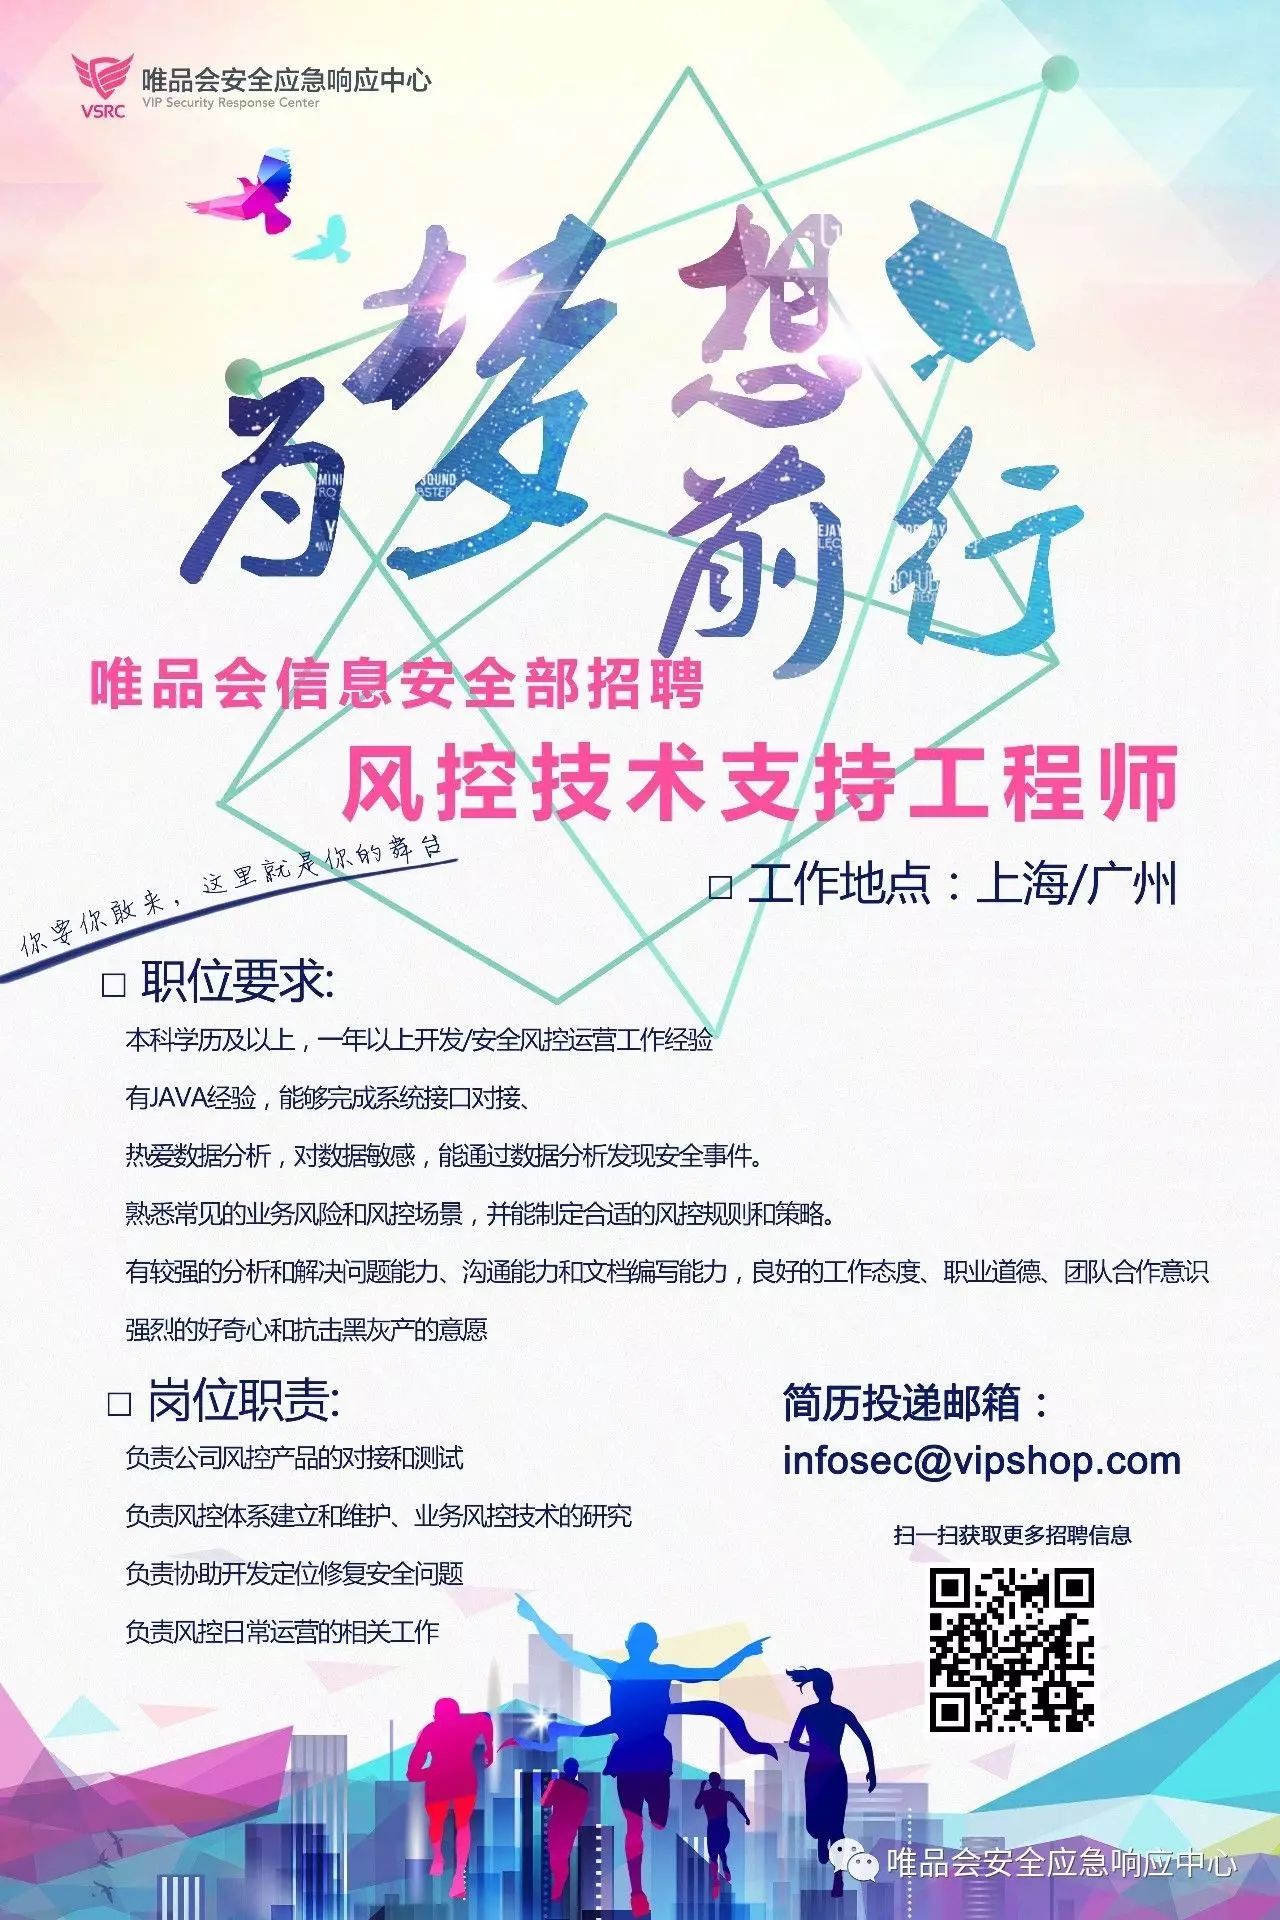 VSRC
唯品会安全应急响应中心
VIP Security Response Center
为梦想
前行
MINI
SOUND
唯品会信息安全部招聘
风控技术支持工程师
你要你敢来，这里就是你的舞台
□ 工作地点：上海/广州
□ 职位要求:
本科学历及以上，一年以上开发/安全风控运营工作经验
有JAVA经验，能够完成系统接口对接、
热爱数据分析，对数据敏感，能通过数据分析发现安全事件。
熟悉常见的业务风险和风控场景，并能制定合适的风控规则和策略。
有较强的分析和解决问题能力、沟通能力和文档编写能力，良好的工作态度、职业道德、团队合作意识
强烈的好奇心和抗击黑灰产的意愿
□ 岗位职责:
负责公司风控产品的对接和测试
负责风控体系建立和维护、业务风控技术的研究
负责协助开发定位修复安全问题
负责风控日常运营的相关工作
简历投递邮箱：
infosec@vipshop.com
扫一扫获取更多招聘信息
唯品会安全应急响应中心